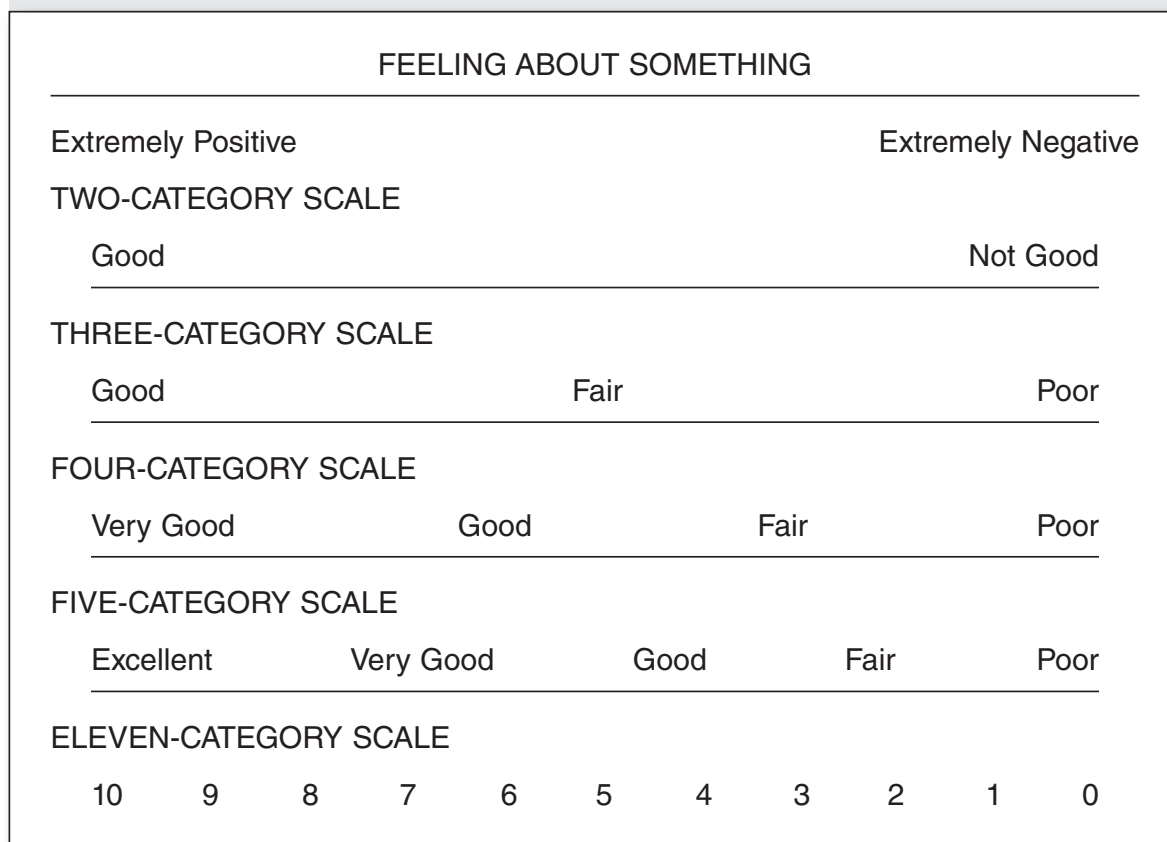 FEELING ABOUT SOMETHING
Extremely Positive Extremely Negative
TWO-CATEGORY SCALE
Good Not Good
THREE-CATEGORY SCALE
Good Fair Poor
FOUR-CATEGORY SCALE
Very Good Good Fair Poor
FIVE-CATEGORY SCALE
Excellent Very Good Good Fair Poor
ELEVEN-CATEGORY SCALE
10 9 8 7 6 5 4 3 2 1 0